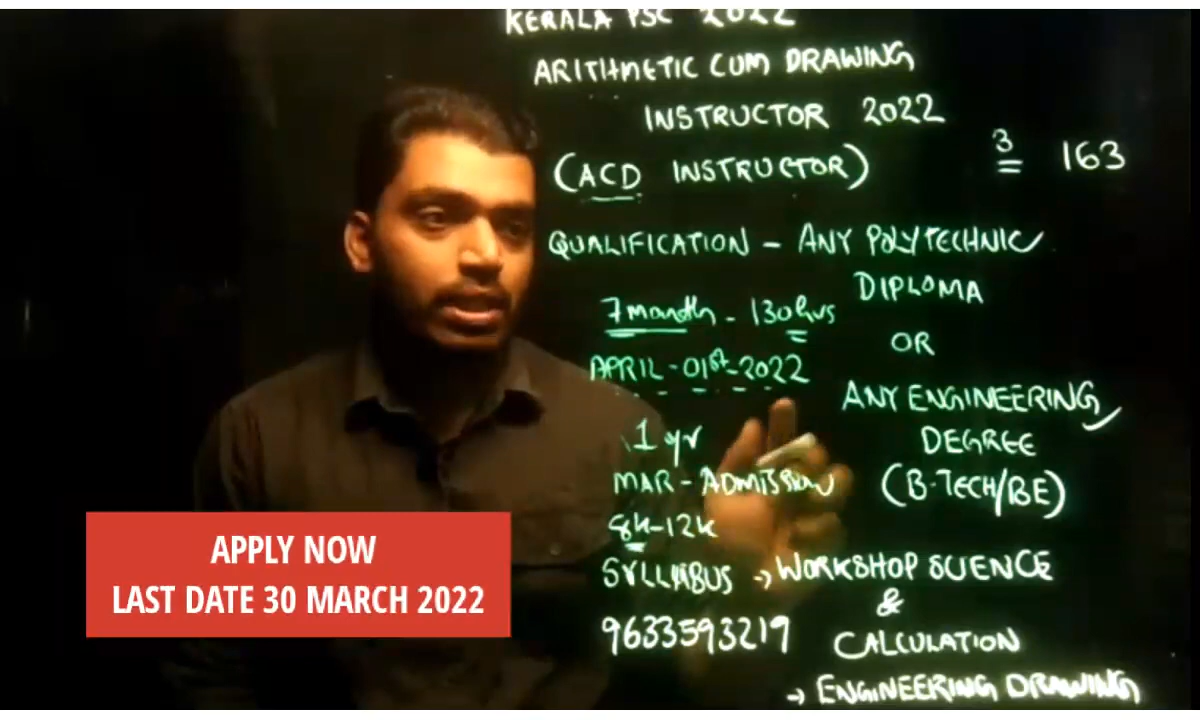 KERALA PSC 2022
ARITHMETIC CUM DRAWING
INSTRUCTOR 2022
(ACD INSTRUCTOR)
3 163
QUALIFICATION - ANY POLYTECHNIC
DIPLOMA
OR
ANY ENGINEERING
DEGREE
(B.TECH/BE)
7 month - 130 hrs
APRIL - 01st - 2022
1 yr
MAR - ADMISSION
8k-12k
SYLLABUS → WORKSHOP SCIENCE
&
CALCULATION
→ ENGINEERING DRAWING
9633593219
APPLY NOW
LAST DATE 30 MARCH 2022